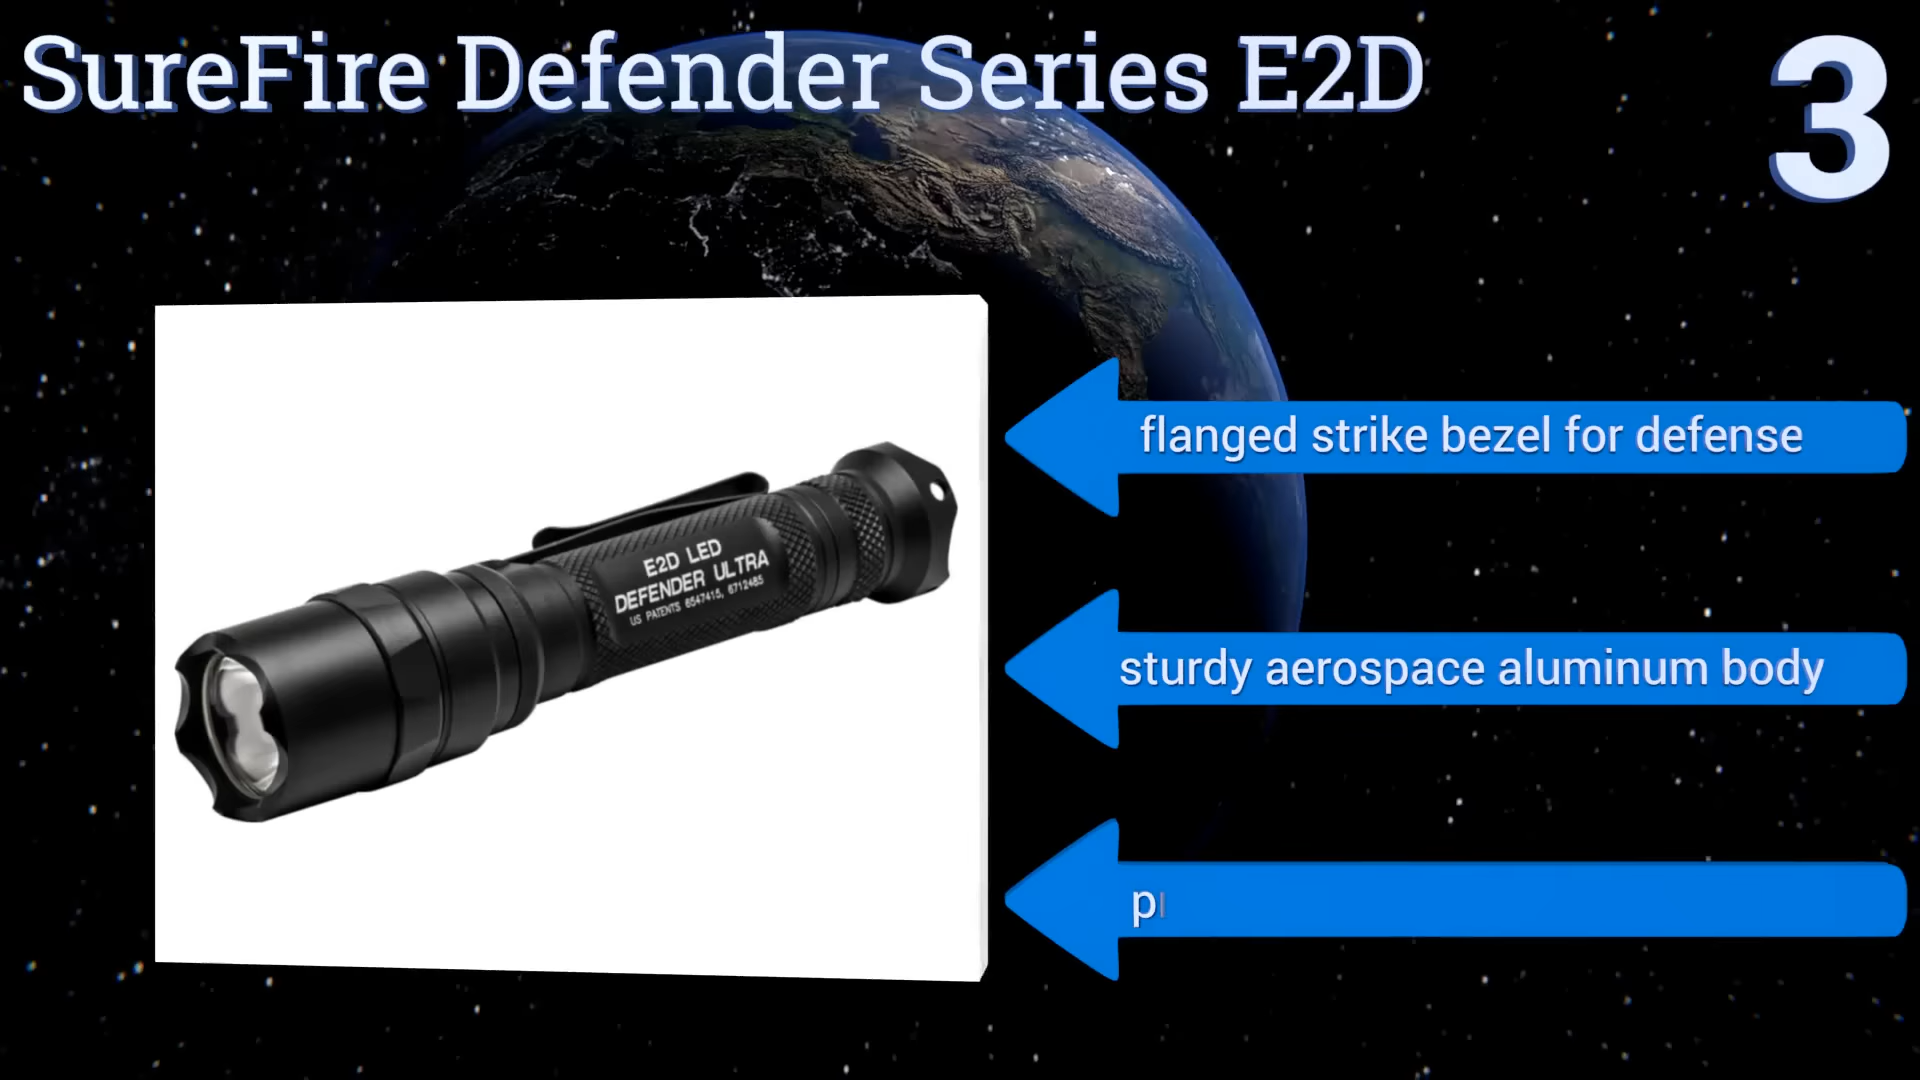 SureFire Defender Series E2D
3
flanged strike bezel for defense
E2D LED
DEFENDER ULTRA
US PATENTS 6547415, 6712485
sturdy aerospace aluminum body
p